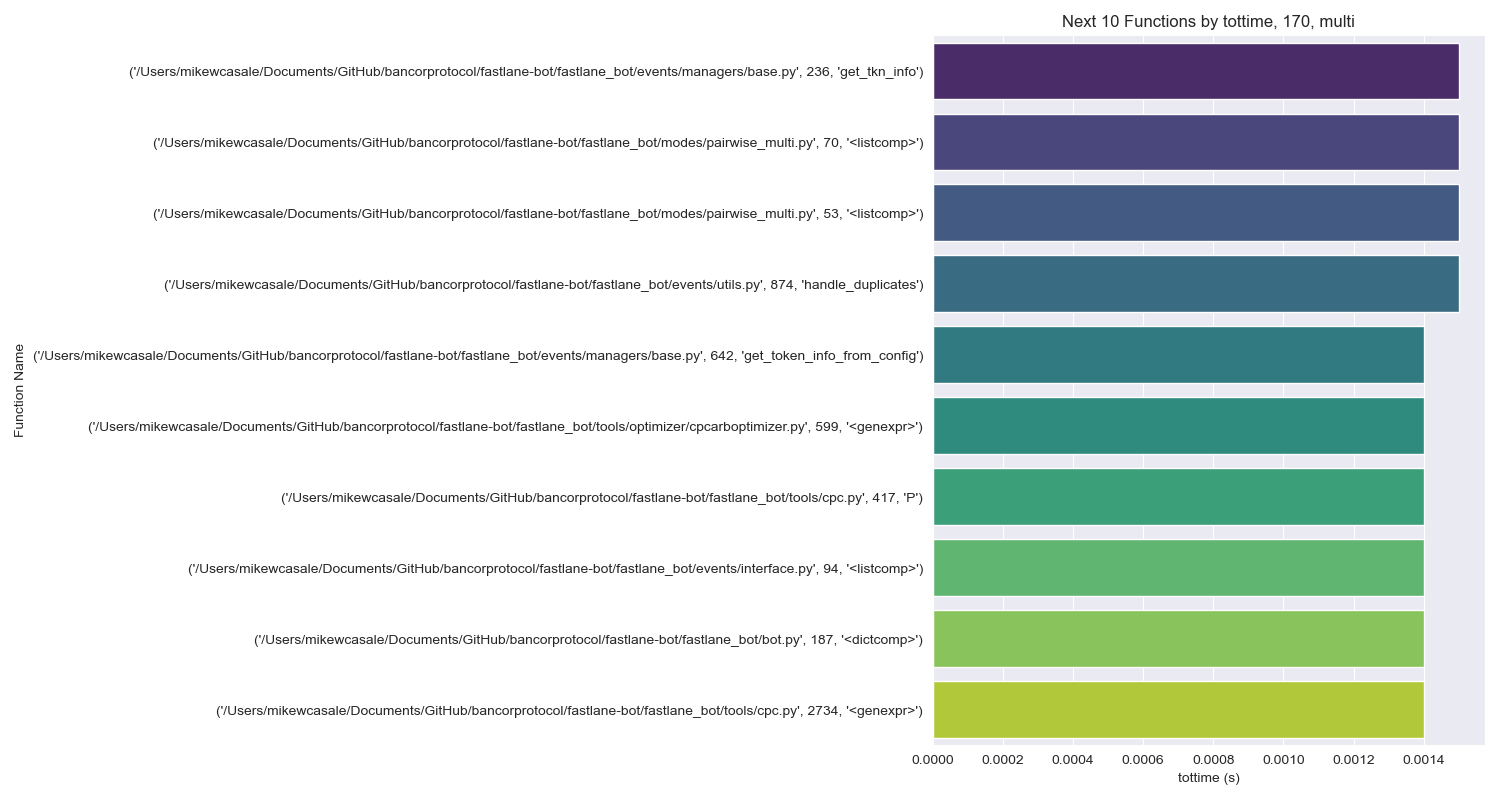 Next 10 Functions by tottime, 170, multi
('/Users/mikewcasale/Documents/GitHub/bancorprotocol/fastlane-bot/fastlane_bot/events/managers/base.py', 236, 'get_tkn_info')
('/Users/mikewcasale/Documents/GitHub/bancorprotocol/fastlane-bot/fastlane_bot/modes/pairwise_multi.py', 70, '<listcomp>')
('/Users/mikewcasale/Documents/GitHub/bancorprotocol/fastlane-bot/fastlane_bot/modes/pairwise_multi.py', 53, '<listcomp>')
('/Users/mikewcasale/Documents/GitHub/bancorprotocol/fastlane-bot/fastlane_bot/events/utils.py', 874, 'handle_duplicates')
('/Users/mikewcasale/Documents/GitHub/bancorprotocol/fastlane-bot/fastlane_bot/events/managers/base.py', 642, 'get_token_info_from_config')
('/Users/mikewcasale/Documents/GitHub/bancorprotocol/fastlane-bot/fastlane_bot/tools/optimizer/cpcarboptimizer.py', 599, '<genexpr>')
('/Users/mikewcasale/Documents/GitHub/bancorprotocol/fastlane-bot/fastlane_bot/tools/cpc.py', 417, 'P')
('/Users/mikewcasale/Documents/GitHub/bancorprotocol/fastlane-bot/fastlane_bot/events/interface.py', 94, '<listcomp>')
('/Users/mikewcasale/Documents/GitHub/bancorprotocol/fastlane-bot/fastlane_bot/bot.py', 187, '<dictcomp>')
('/Users/mikewcasale/Documents/GitHub/bancorprotocol/fastlane-bot/fastlane_bot/tools/cpc.py', 2734, '<genexpr>')
Function Name
0.0000 0.0002 0.0004 0.0006 0.0008 0.0010 0.0012 0.0014
tottime (s)